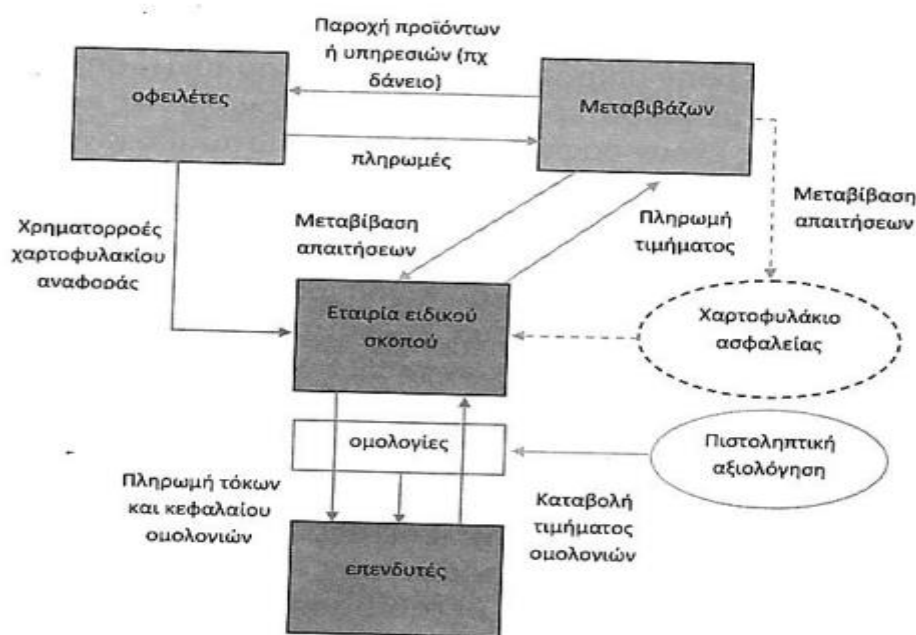 Παροχή προϊόντων
ή υπηρεσιών (πχ
δάνειο)
οφειλέτες
Μεταβιβάζων
πληρωμές
Χρηματορροές
χαρτοφυλακίου
αναφοράς
Μεταβίβαση
απαιτήσεων
Πληρωμή
τιμήματος
Μεταβίβαση
απαιτήσεων
Εταιρία ειδικού
σκοπού
Χαρτοφυλάκιο
ασφαλείας
ομολογίες
Πιστοληπτική
αξιολόγηση
Πληρωμή τόκων
και κεφαλαίου
ομολονιών
Καταβολή
τιμήματος
ομολονιών
επενδυτές